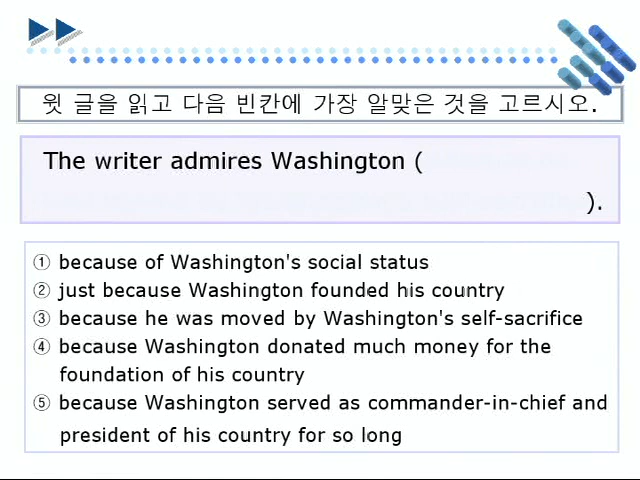 윗 글을 읽고 다음 빈칸에 가장 알맞은 것을 고르시오.
The writer admires Washington (
).
① because of Washington's social status
② just because Washington founded his country
③ because he was moved by Washington's self-sacrifice
④ because Washington donated much money for the
foundation of his country
⑤ because Washington served as commander-in-chief and
president of his country for so long